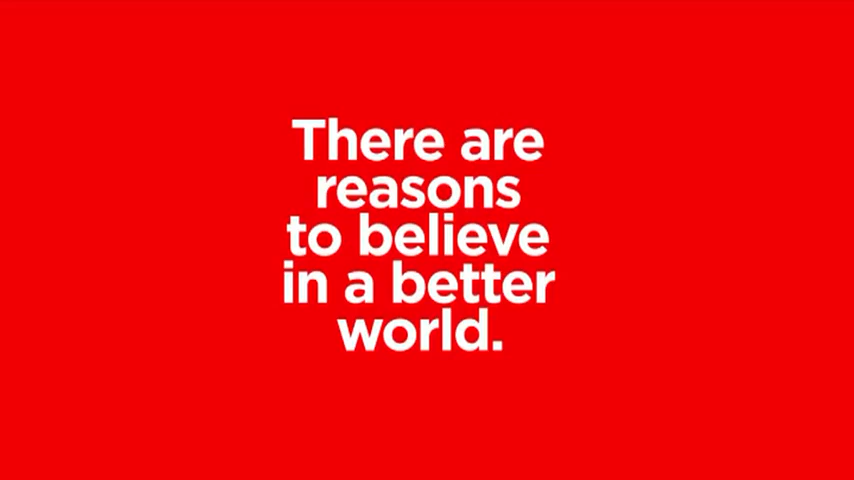 There are
reasons
to believe
in a better
world.